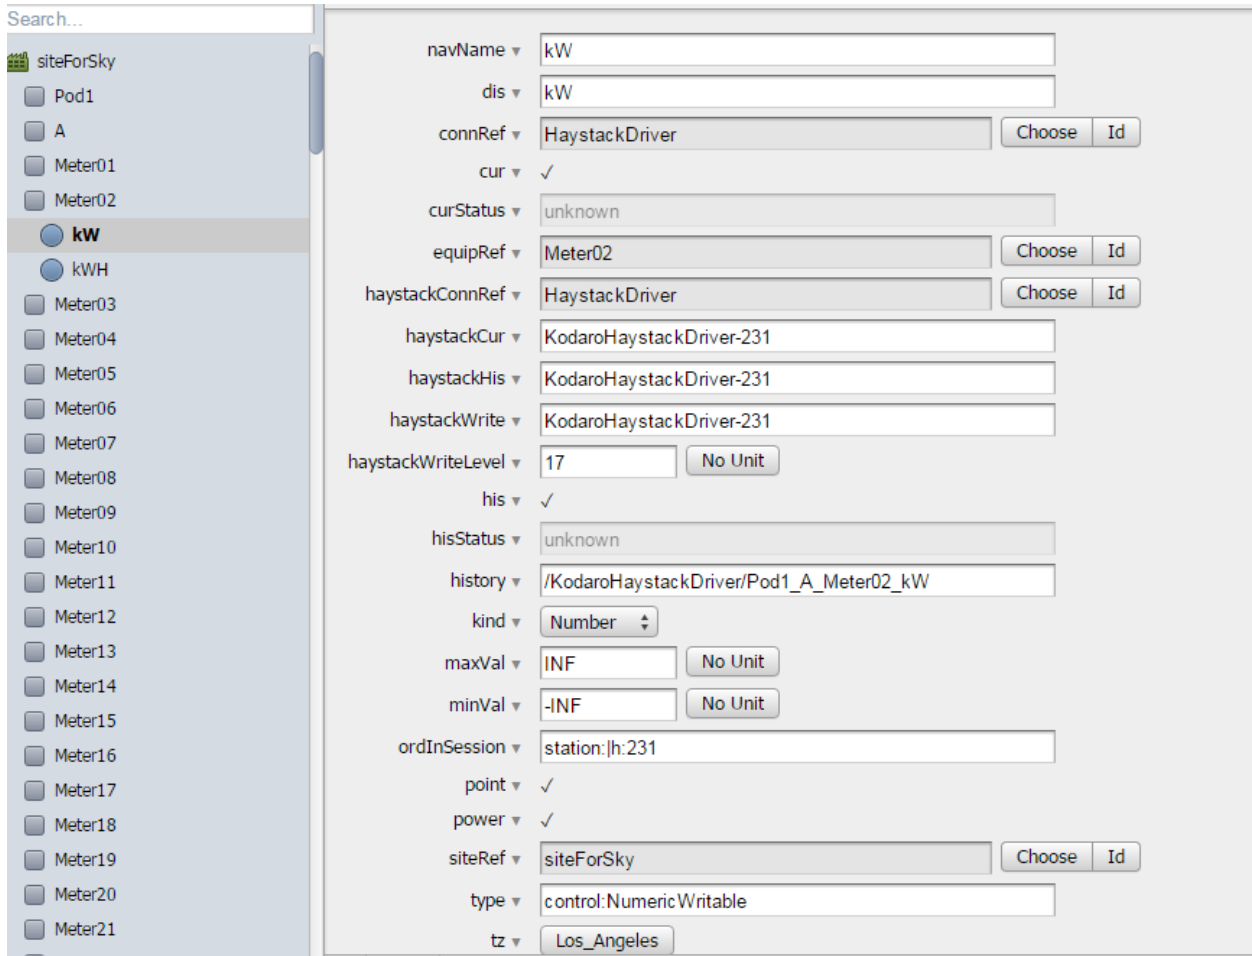 Search...
siteForSky
Pod1
A
Meter01
Meter02
kW
kWH
Meter03
Meter04
Meter05
Meter06
Meter07
Meter08
Meter09
Meter10
Meter11
Meter12
Meter13
Meter14
Meter15
Meter16
Meter17
Meter18
Meter19
Meter20
Meter21
navName kW
dis kW
connRef HaystackDriver Choose Id
cur ✓
curStatus unknown
equipRef Meter02 Choose Id
haystackConnRef HaystackDriver Choose Id
haystackCur KodaroHaystackDriver-231
haystackHis KodaroHaystackDriver-231
haystackWrite KodaroHaystackDriver-231
haystackWriteLevel 17 No Unit
his ✓
hisStatus unknown
history /KodaroHaystackDriver/Pod1_A_Meter02_kW
kind Number
maxVal INF No Unit
minVal -INF No Unit
ordInSession station:|h:231
point ✓
power ✓
siteRef siteForSky Choose Id
type control:NumericWritable
tz Los_Angeles